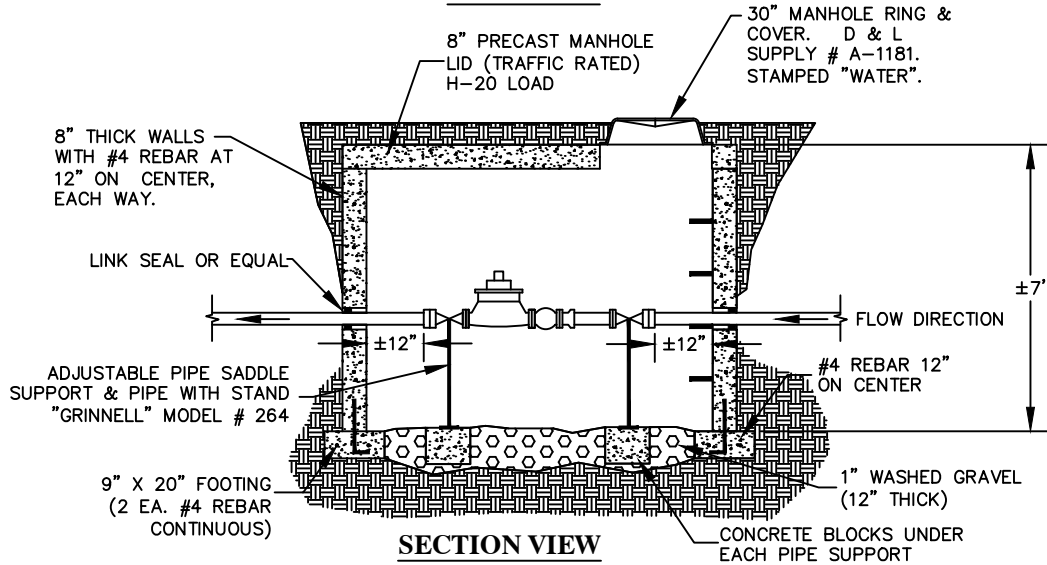 30" MANHOLE RING &
COVER. D & L
SUPPLY # A-1181.
STAMPED "WATER".
8" PRECAST MANHOLE
LID (TRAFFIC RATED)
H-20 LOAD
8" THICK WALLS
WITH #4 REBAR AT
12" ON CENTER,
EACH WAY.
LINK SEAL OR EQUAL
±7'
FLOW DIRECTION
±12"
±12"
ADJUSTABLE PIPE SADDLE
SUPPORT & PIPE WITH STAND
"GRINNELL" MODEL # 264
#4 REBAR 12"
ON CENTER
9" X 20" FOOTING
(2 EA. #4 REBAR
CONTINUOUS)
1" WASHED GRAVEL
(12" THICK)
CONCRETE BLOCKS UNDER
EACH PIPE SUPPORT
SECTION VIEW